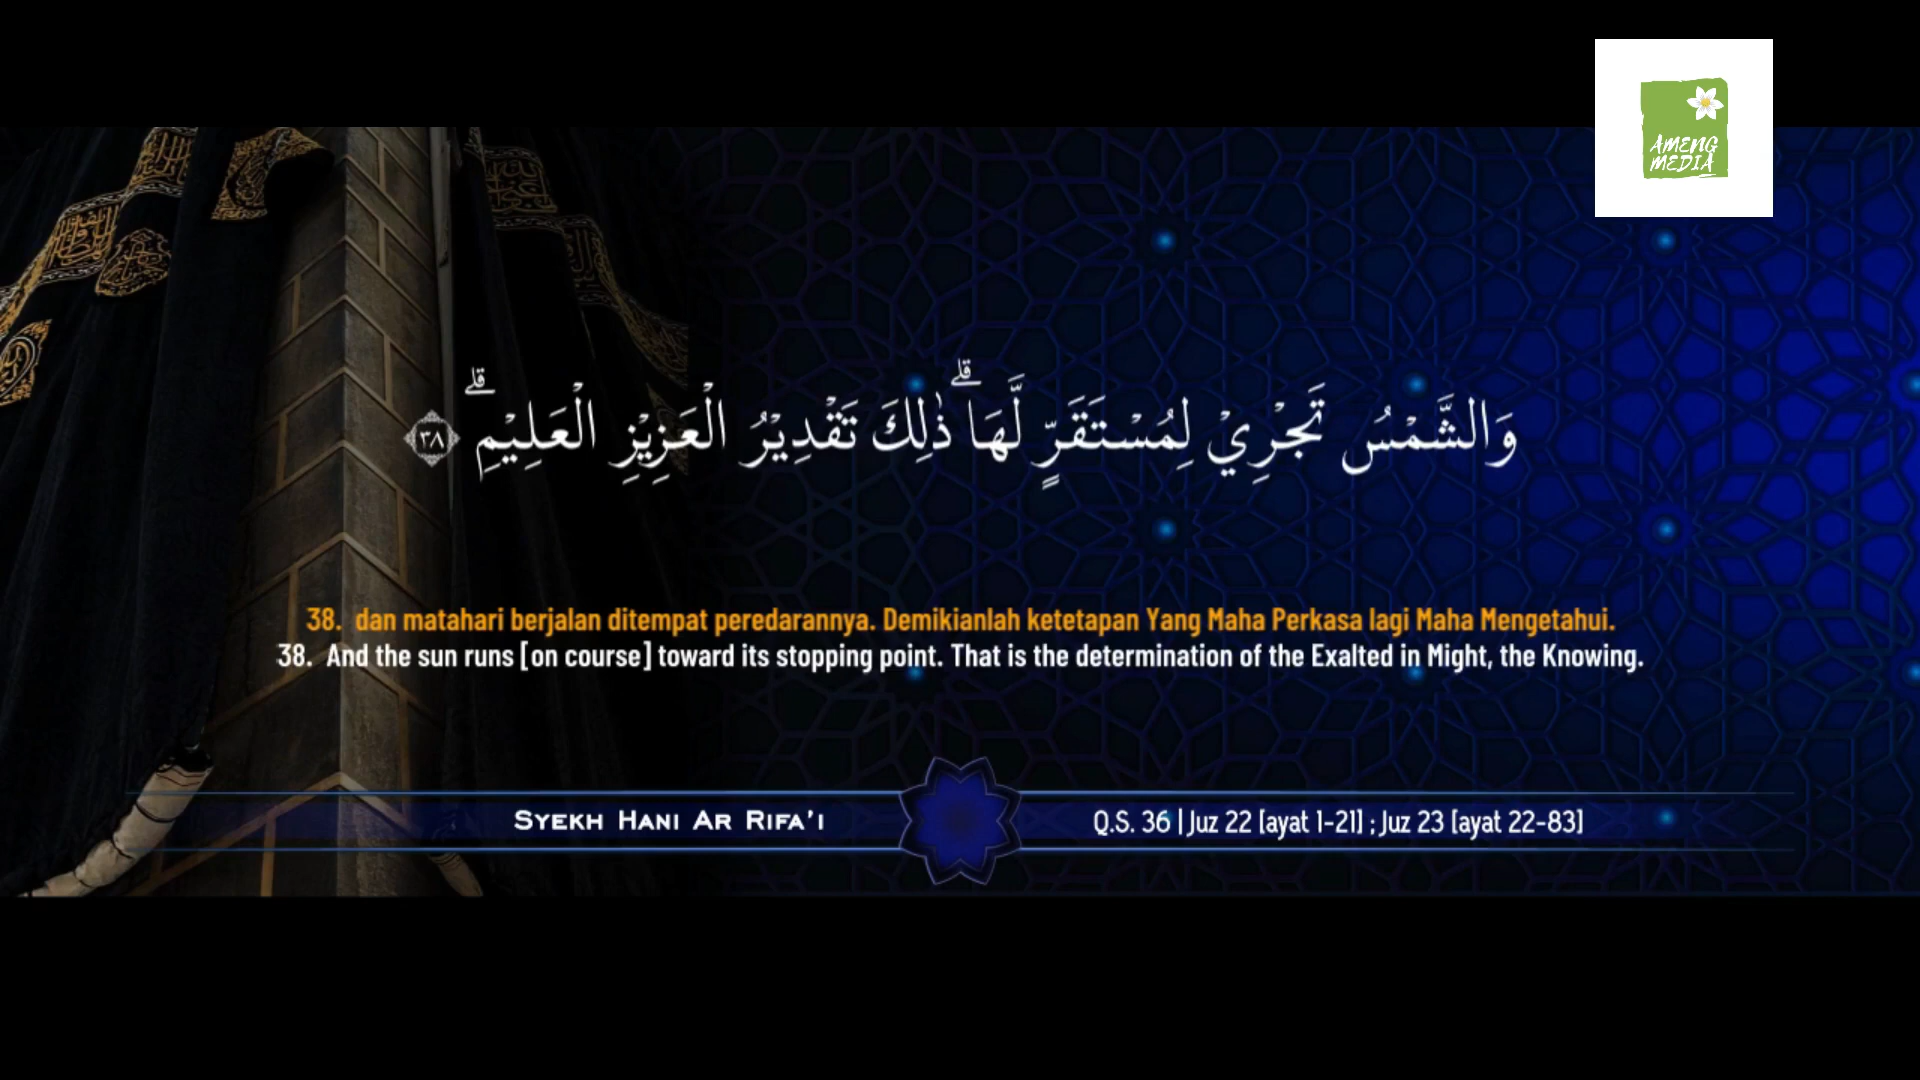 AMENG
MEDIA
وَالشَّمْسُ تَجْرِيْ لِمُسْتَقَرٍّ لَّهَا ۗذٰلِكَ تَقْدِيْرُ الْعَزِيْزِ الْعَلِيْمِۗ ٣٨
38. dan matahari berjalan ditempat peredarannya. Demikianlah ketetapan Yang Maha Perkasa lagi Maha Mengetahui.
38. And the sun runs [on course] toward its stopping point. That is the determination of the Exalted in Might, the Knowing.
Syekh Hani Ar Rifa'i
Q.S. 36 | Juz 22 [ayat 1-21] ; Juz 23 [ayat 22-83]